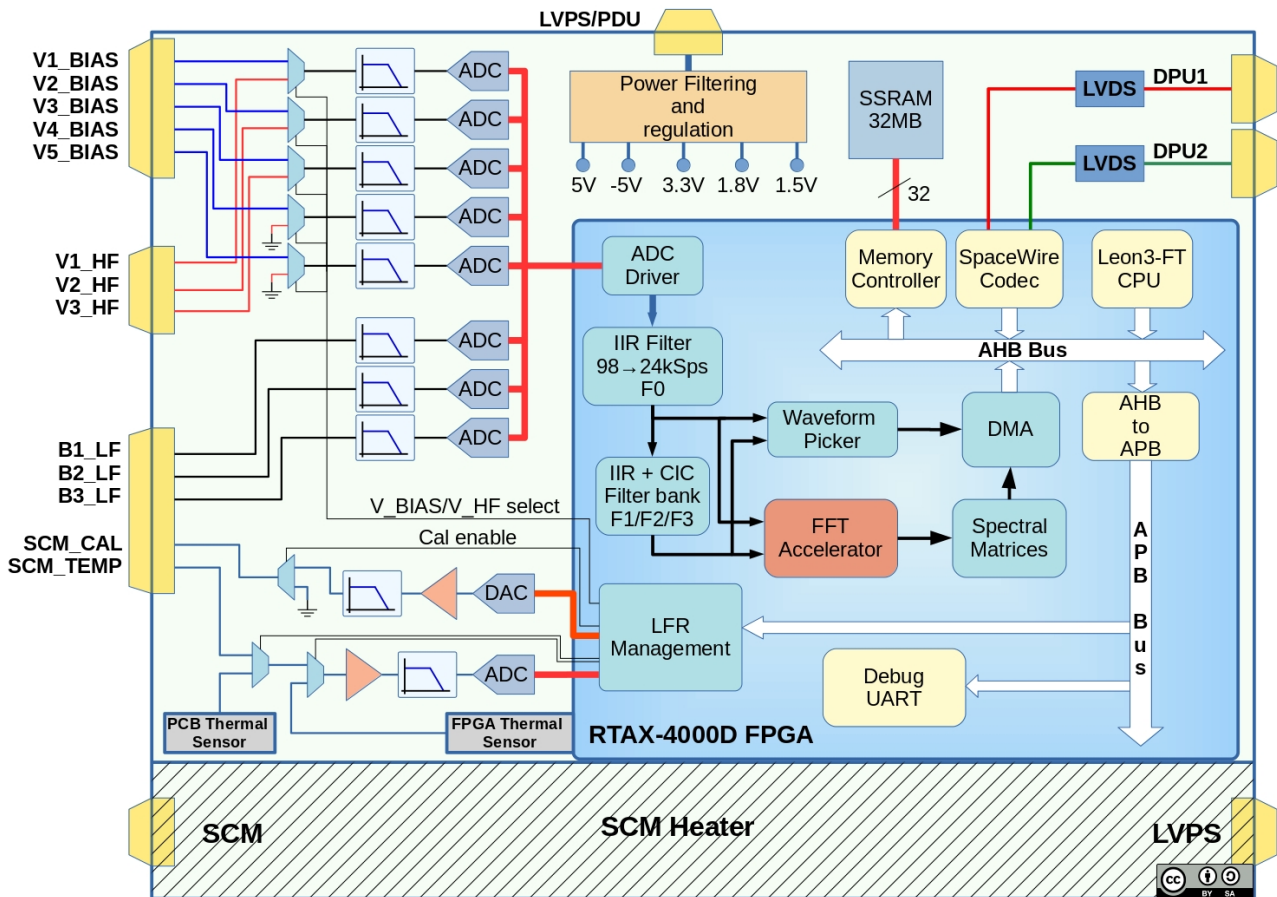 LVPS/PDU
V1_BIAS
V2_BIAS
V3_BIAS
V4_BIAS
V5_BIAS
ADC
ADC
ADC
ADC
ADC
Power Filtering
and
regulation
5V
-5V
3.3V
1.8V
1.5V
SSRAM
32MB
32
LVDS
DPU1
LVDS
DPU2
V1_HF
V2_HF
V3_HF
ADC
Driver
Memory
Controller
SpaceWire
Codec
Leon3-FT
CPU
ADC
ADC
ADC
IIR Filter
98→24kSps
F0
AHB Bus
Waveform
Picker
DMA
AHB
to
APB
B1_LF
B2_LF
B3_LF
IIR + CIC
Filter bank
F1/F2/F3
V_BIAS/V_HF select
Cal enable
FFT
Accelerator
Spectral
Matrices
APB Bus
SCM_CAL
SCM_TEMP
DAC
LFR
Management
ADC
Debug
UART
PCB Thermal
Sensor
FPGA Thermal
Sensor
RTAX-4000D FPGA
SCM
SCM Heater
LVPS
cc
BY SA